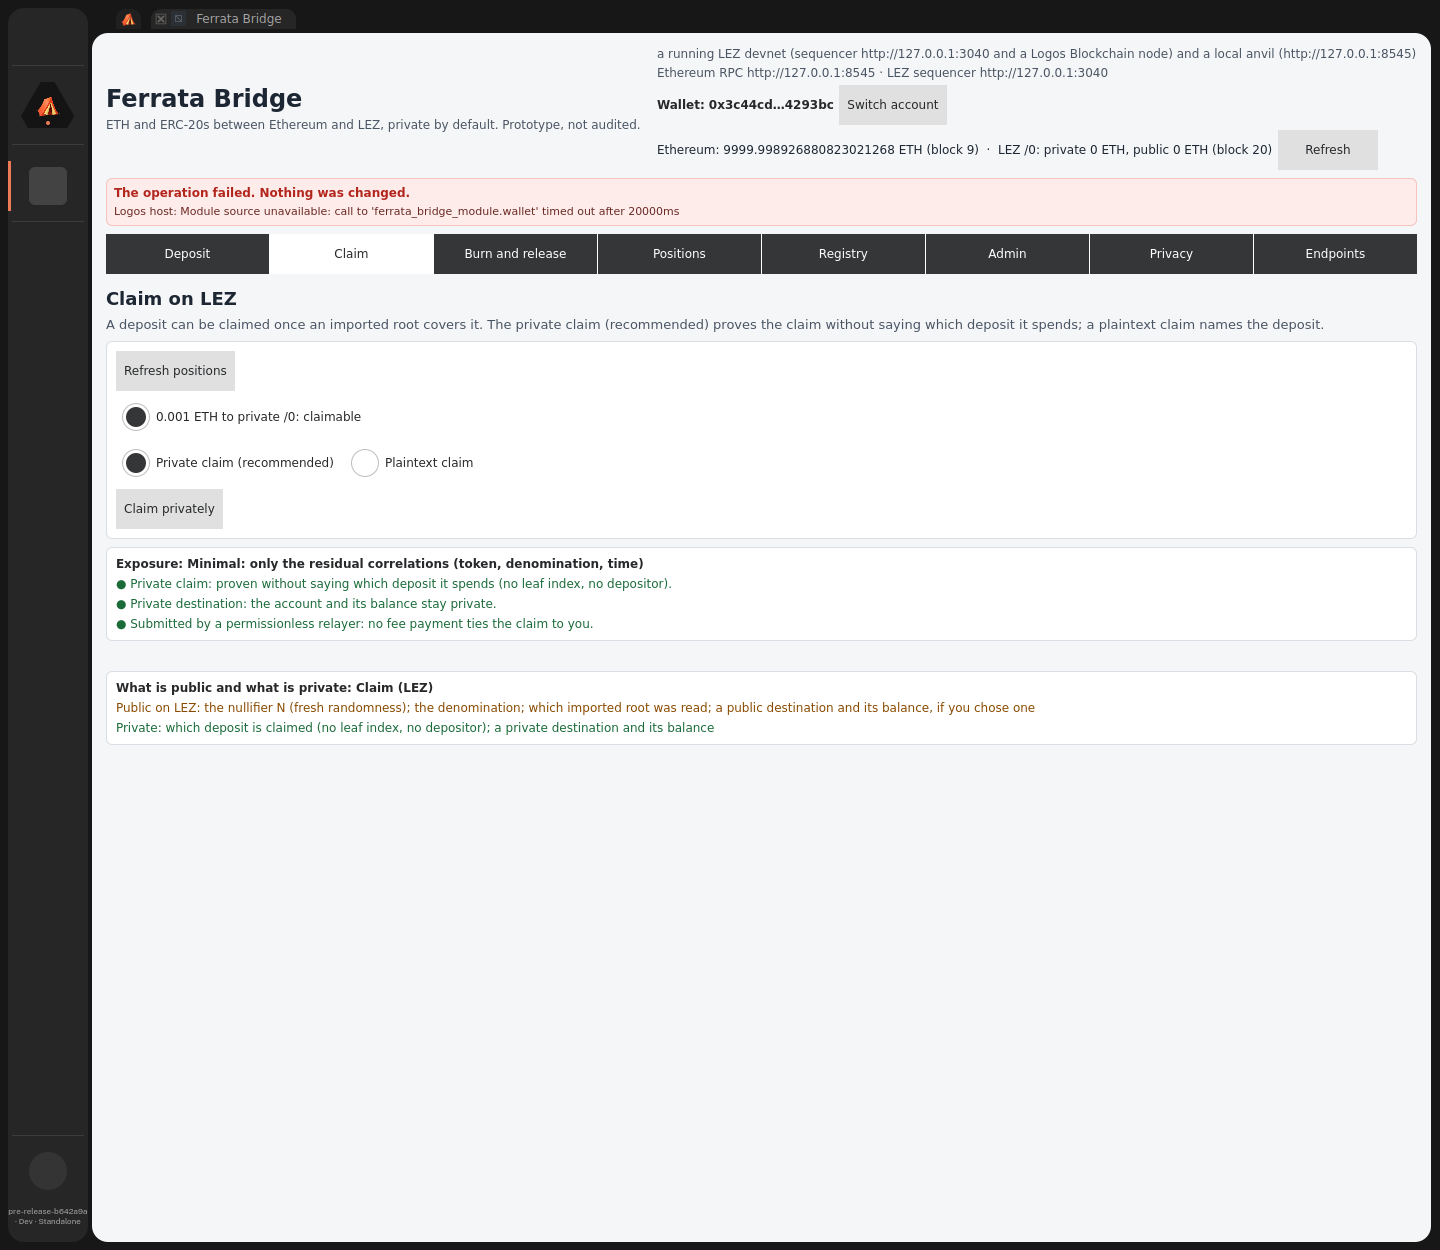 Ferrata Bridge
a running LEZ devnet (sequencer http://127.0.0.1:3040 and a Logos Blockchain node) and a local anvil (http://127.0.0.1:8545)
Ethereum RPC http://127.0.0.1:8545 · LEZ sequencer http://127.0.0.1:3040
Ferrata Bridge
ETH and ERC-20s between Ethereum and LEZ, private by default. Prototype, not audited.
Wallet: 0x3c44cd…4293bc Switch account
Ethereum: 9999.998926880823021268 ETH (block 9) · LEZ /0: private 0 ETH, public 0 ETH (block 20) Refresh
The operation failed. Nothing was changed.
Logos host: Module source unavailable: call to 'ferrata_bridge_module.wallet' timed out after 20000ms
Deposit Claim Burn and release Positions Registry Admin Privacy Endpoints
Claim on LEZ
A deposit can be claimed once an imported root covers it. The private claim (recommended) proves the claim without saying which deposit it spends; a plaintext claim names the deposit.
Refresh positions
0.001 ETH to private /0: claimable
Private claim (recommended) Plaintext claim
Claim privately
Exposure: Minimal: only the residual correlations (token, denomination, time)
● Private claim: proven without saying which deposit it spends (no leaf index, no depositor).
● Private destination: the account and its balance stay private.
● Submitted by a permissionless relayer: no fee payment ties the claim to you.
What is public and what is private: Claim (LEZ)
Public on LEZ: the nullifier N (fresh randomness); the denomination; which imported root was read; a public destination and its balance, if you chose one
Private: which deposit is claimed (no leaf index, no depositor); a private destination and its balance
pre-release-b642a9a
· Dev · Standalone